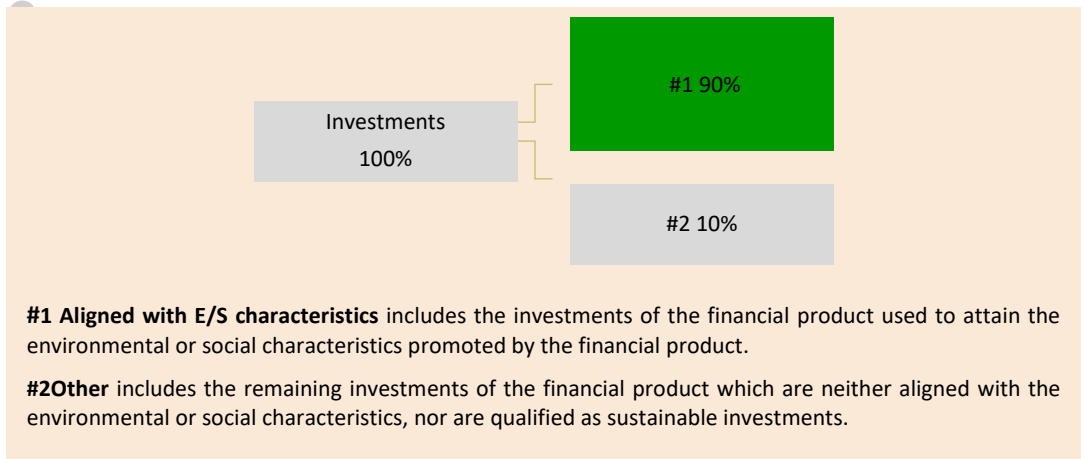 #1 90%
Investments
100%
#2 10%
#1 Aligned with E/S characteristics includes the investments of the financial product used to attain the
environmental or social characteristics promoted by the financial product.
#2Other includes the remaining investments of the financial product which are neither aligned with the
environmental or social characteristics, nor are qualified as sustainable investments.